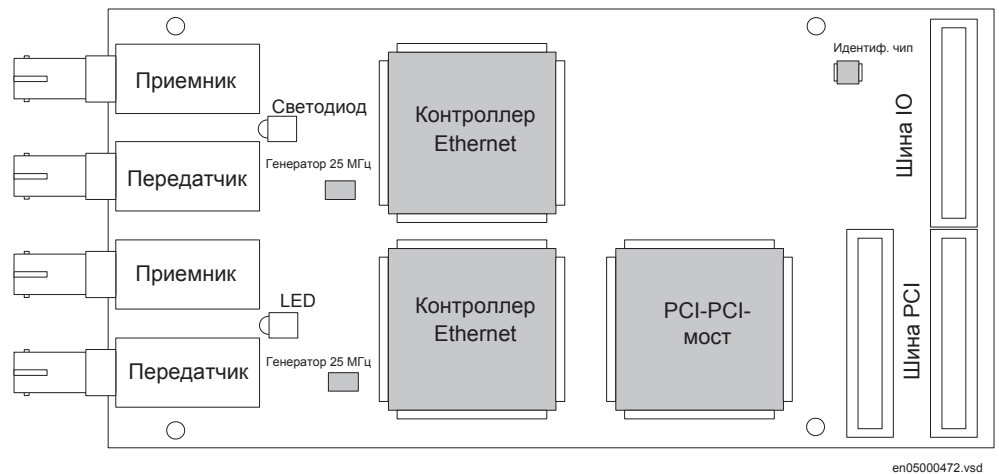 Приемник
Светодиод
Передатчик
Генератор 25 МГц
Контроллер
Ethernet
Идентиф. чип
Шина IO
Приемник
LED
Передатчик
Генератор 25 МГц
Контроллер
Ethernet
PCI-PCI-
мост
Шина PCI
en05000472.vsd